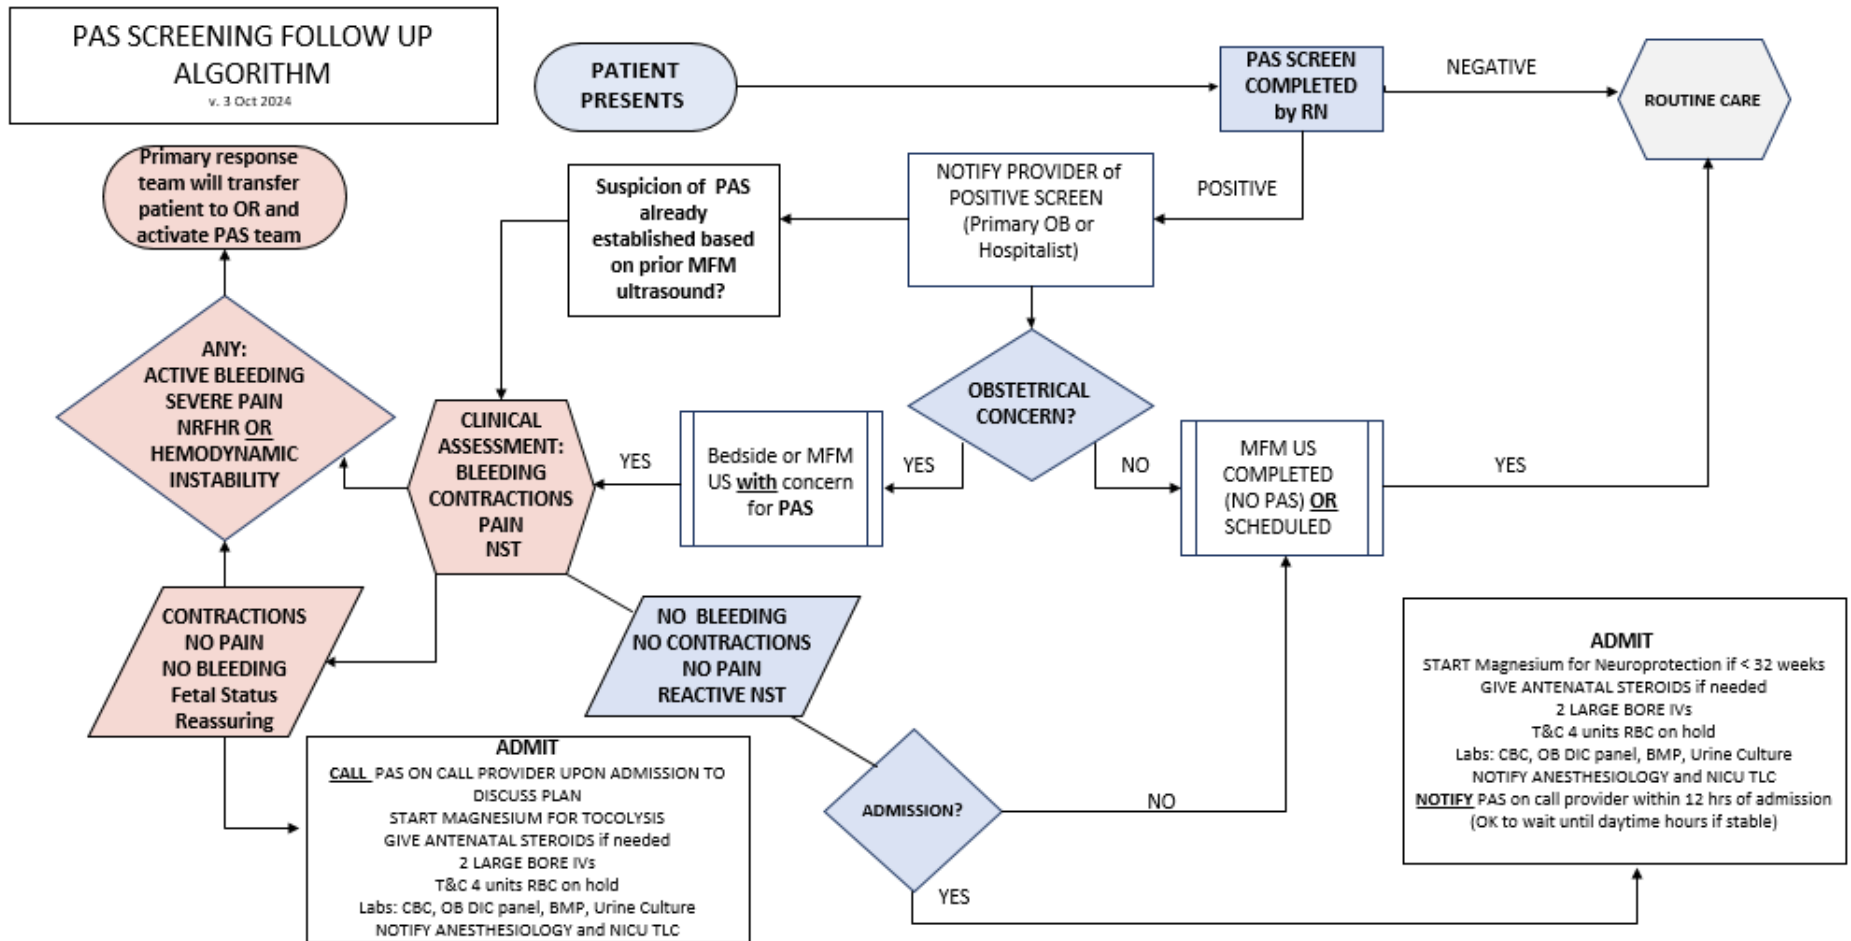 PAS SCREENING FOLLOW UP
ALGORITHM
v. 3 Oct 2024
PATIENT
PRESENTS
PAS SCREEN
COMPLETED
by RN
NEGATIVE
ROUTINE CARE
POSITIVE
NOTIFY PROVIDER of
POSITIVE SCREEN
(Primary OB or
Hospitalist)
Suspicion of PAS
already
established based
on prior MFM
ultrasound?
Primary response
team will transfer
patient to OR and
activate PAS team
ANY:
ACTIVE BLEEDING
SEVERE PAIN
NRFHR OR
HEMODYNAMIC
INSTABILITY
CLINICAL
ASSESSMENT:
BLEEDING
CONTRACTIONS
PAIN
NST
YES
Bedside or MFM
US with concern
for PAS
YES
OBSTETRICAL
CONCERN?
NO
MFM US
COMPLETED
(NO PAS) OR
SCHEDULED
YES
CONTRACTIONS
NO PAIN
NO BLEEDING
Fetal Status
Reassuring
NO BLEEDING
NO CONTRACTIONS
NO PAIN
REACTIVE NST
ADMIT
CALL PAS ON CALL PROVIDER UPON ADMISSION TO
DISCUSS PLAN
START MAGNESIUM FOR TOCOLYSIS
GIVE ANTENATAL STEROIDS if needed
2 LARGE BORE IVs
T&C 4 units RBC on hold
Labs: CBC, OB DIC panel, BMP, Urine Culture
NOTIFY ANESTHESIOLOGY and NICU TLC
ADMISSION?
NO
YES
ADMIT
START Magnesium for Neuroprotection if < 32 weeks
GIVE ANTENATAL STEROIDS if needed
2 LARGE BORE IVs
T&C 4 units RBC on hold
Labs: CBC, OB DIC panel, BMP, Urine Culture
NOTIFY ANESTHESIOLOGY and NICU TLC
NOTIFY PAS on call provider within 12 hrs of admission
(OK to wait until daytime hours if stable)